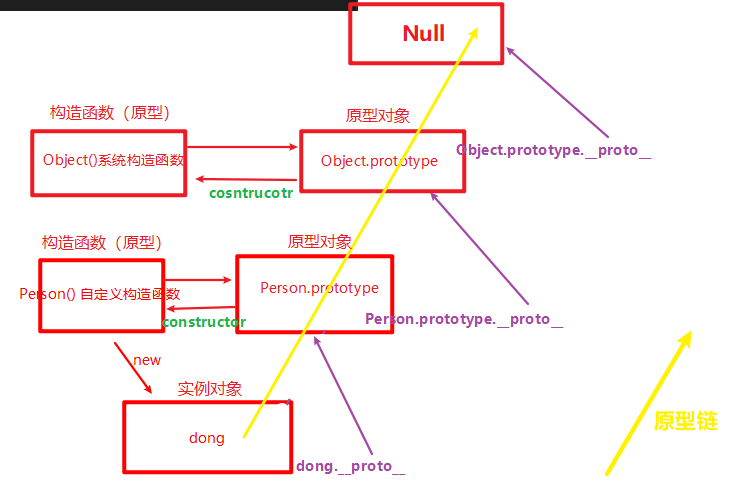 Null
构造函数（原型）
原型对象
Object()系统构造函数
Object.prototype
Object.prototype.__proto__
cosntrucotr
构造函数（原型）
原型对象
Person() 自定义构造函数
Person.prototype
constructor
Person.prototype.__proto__
new
实例对象
原型链
dong
dong.__proto__